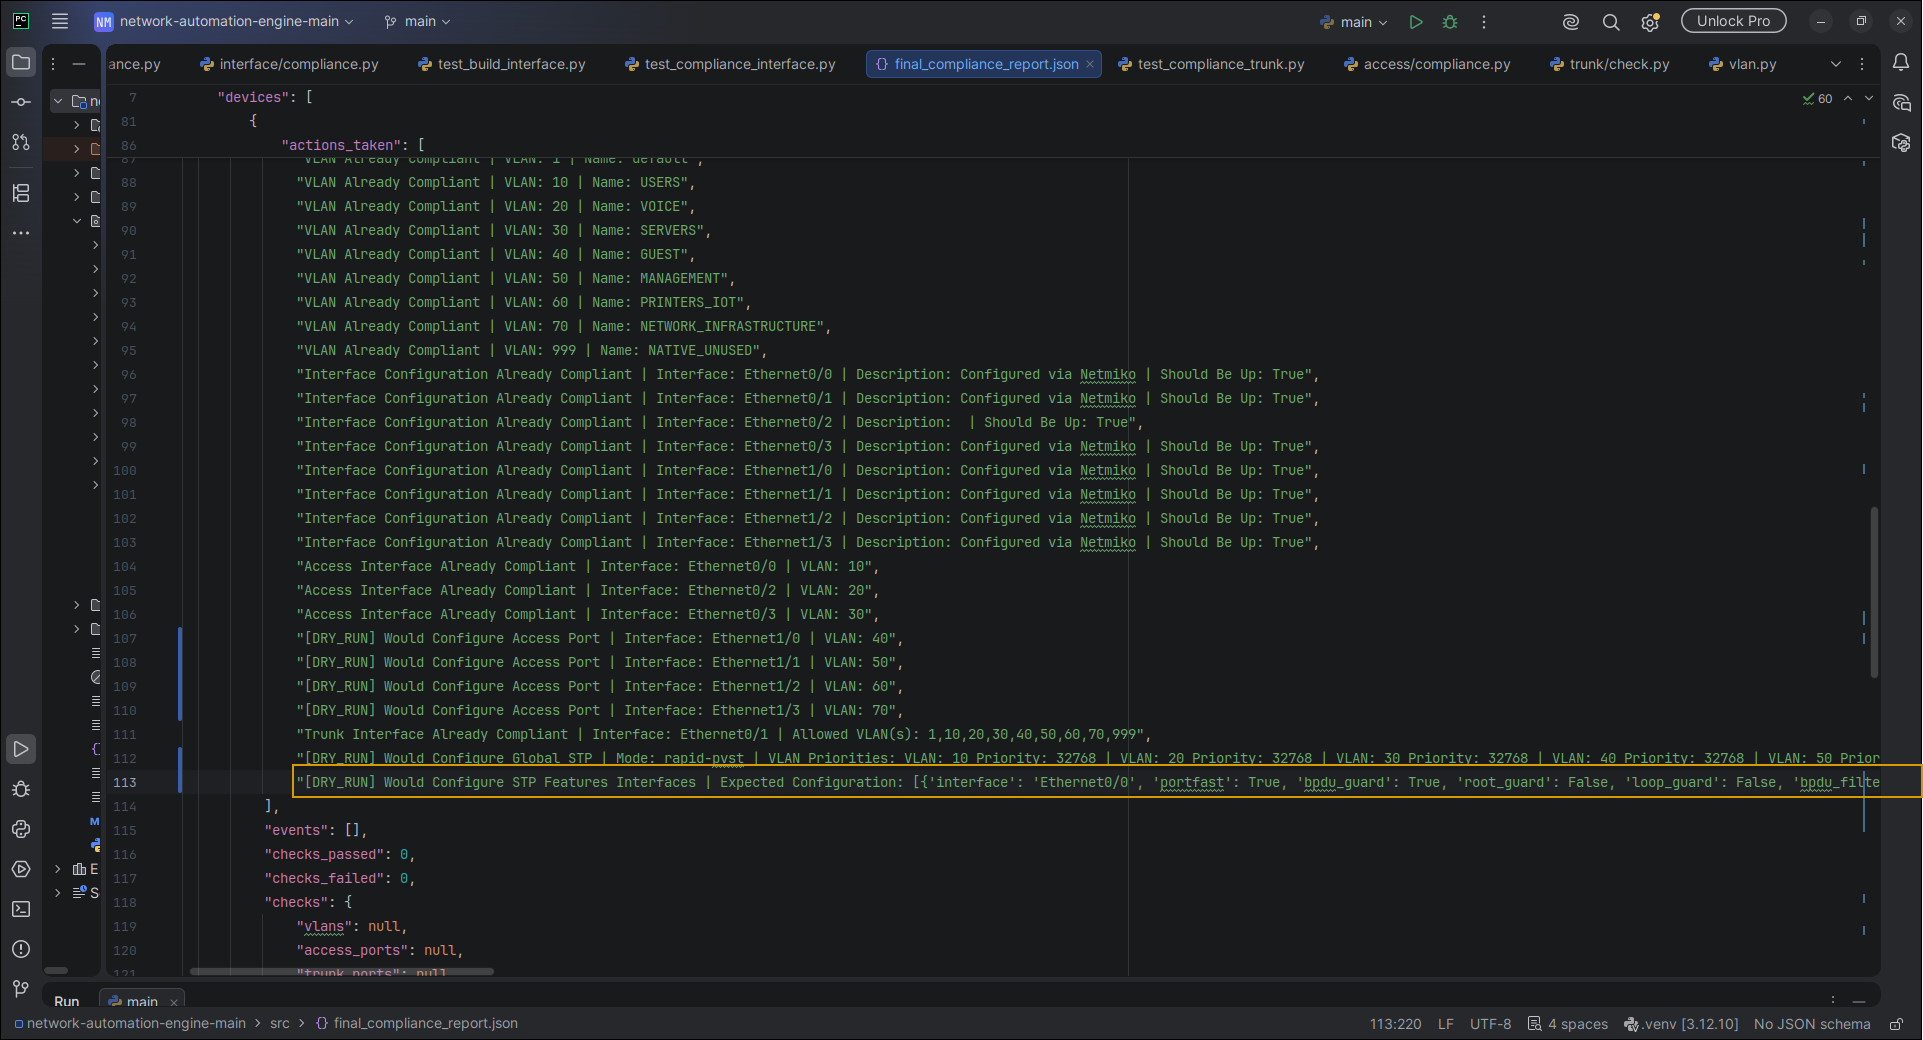 PC
NM network-automation-engine-main
main
main
Unlock Pro
ance.py
interface/compliance.py
test_build_interface.py
test_compliance_interface.py
{} final_compliance_report.json
test_compliance_trunk.py
access/compliance.py
trunk/check.py
vlan.py
7 "devices": [
60
81 {
86 "actions_taken": [
87 "VLAN Already Compliant | VLAN: 1 | Name: default",
88 "VLAN Already Compliant | VLAN: 10 | Name: USERS",
89 "VLAN Already Compliant | VLAN: 20 | Name: VOICE",
90 "VLAN Already Compliant | VLAN: 30 | Name: SERVERS",
91 "VLAN Already Compliant | VLAN: 40 | Name: GUEST",
92 "VLAN Already Compliant | VLAN: 50 | Name: MANAGEMENT",
93 "VLAN Already Compliant | VLAN: 60 | Name: PRINTERS_IOT",
94 "VLAN Already Compliant | VLAN: 70 | Name: NETWORK_INFRASTRUCTURE",
95 "VLAN Already Compliant | VLAN: 999 | Name: NATIVE_UNUSED",
96 "Interface Configuration Already Compliant | Interface: Ethernet0/0 | Description: Configured via Netmiko | Should Be Up: True",
97 "Interface Configuration Already Compliant | Interface: Ethernet0/1 | Description: Configured via Netmiko | Should Be Up: True",
98 "Interface Configuration Already Compliant | Interface: Ethernet0/2 | Description:  | Should Be Up: True",
99 "Interface Configuration Already Compliant | Interface: Ethernet0/3 | Description: Configured via Netmiko | Should Be Up: True",
100 "Interface Configuration Already Compliant | Interface: Ethernet1/0 | Description: Configured via Netmiko | Should Be Up: True",
101 "Interface Configuration Already Compliant | Interface: Ethernet1/1 | Description: Configured via Netmiko | Should Be Up: True",
102 "Interface Configuration Already Compliant | Interface: Ethernet1/2 | Description: Configured via Netmiko | Should Be Up: True",
103 "Interface Configuration Already Compliant | Interface: Ethernet1/3 | Description: Configured via Netmiko | Should Be Up: True",
104 "Access Interface Already Compliant | Interface: Ethernet0/0 | VLAN: 10",
105 "Access Interface Already Compliant | Interface: Ethernet0/2 | VLAN: 20",
106 "Access Interface Already Compliant | Interface: Ethernet0/3 | VLAN: 30",
107 "[DRY_RUN] Would Configure Access Port | Interface: Ethernet1/0 | VLAN: 40",
108 "[DRY_RUN] Would Configure Access Port | Interface: Ethernet1/1 | VLAN: 50",
109 "[DRY_RUN] Would Configure Access Port | Interface: Ethernet1/2 | VLAN: 60",
110 "[DRY_RUN] Would Configure Access Port | Interface: Ethernet1/3 | VLAN: 70",
111 "Trunk Interface Already Compliant | Interface: Ethernet0/1 | Allowed VLAN(s): 1,10,20,30,40,50,60,70,999",
112 "[DRY_RUN] Would Configure Global STP | Mode: rapid-pvst | VLAN Priorities: VLAN: 10 Priority: 32768 | VLAN: 20 Priority: 32768 | VLAN: 30 Priority: 32768 | VLAN: 40 Priority: 32768 | VLAN: 50 Prior
113 "[DRY_RUN] Would Configure STP Features Interfaces | Expected Configuration: [{'interface': 'Ethernet0/0', 'portfast': True, 'bpdu_guard': True, 'root_guard': False, 'loop_guard': False, 'bpdu_filte
114 ],
115 "events": [],
116 "checks_passed": 0,
117 "checks_failed": 0,
118 "checks": {
119 "vlans": null,
120 "access_ports": null,
121 "trunk_ports": null
Run
main
network-automation-engine-main > src > {} final_compliance_report.json
113:220 LF UTF-8 4 spaces .venv [3.12.10] No JSON schema